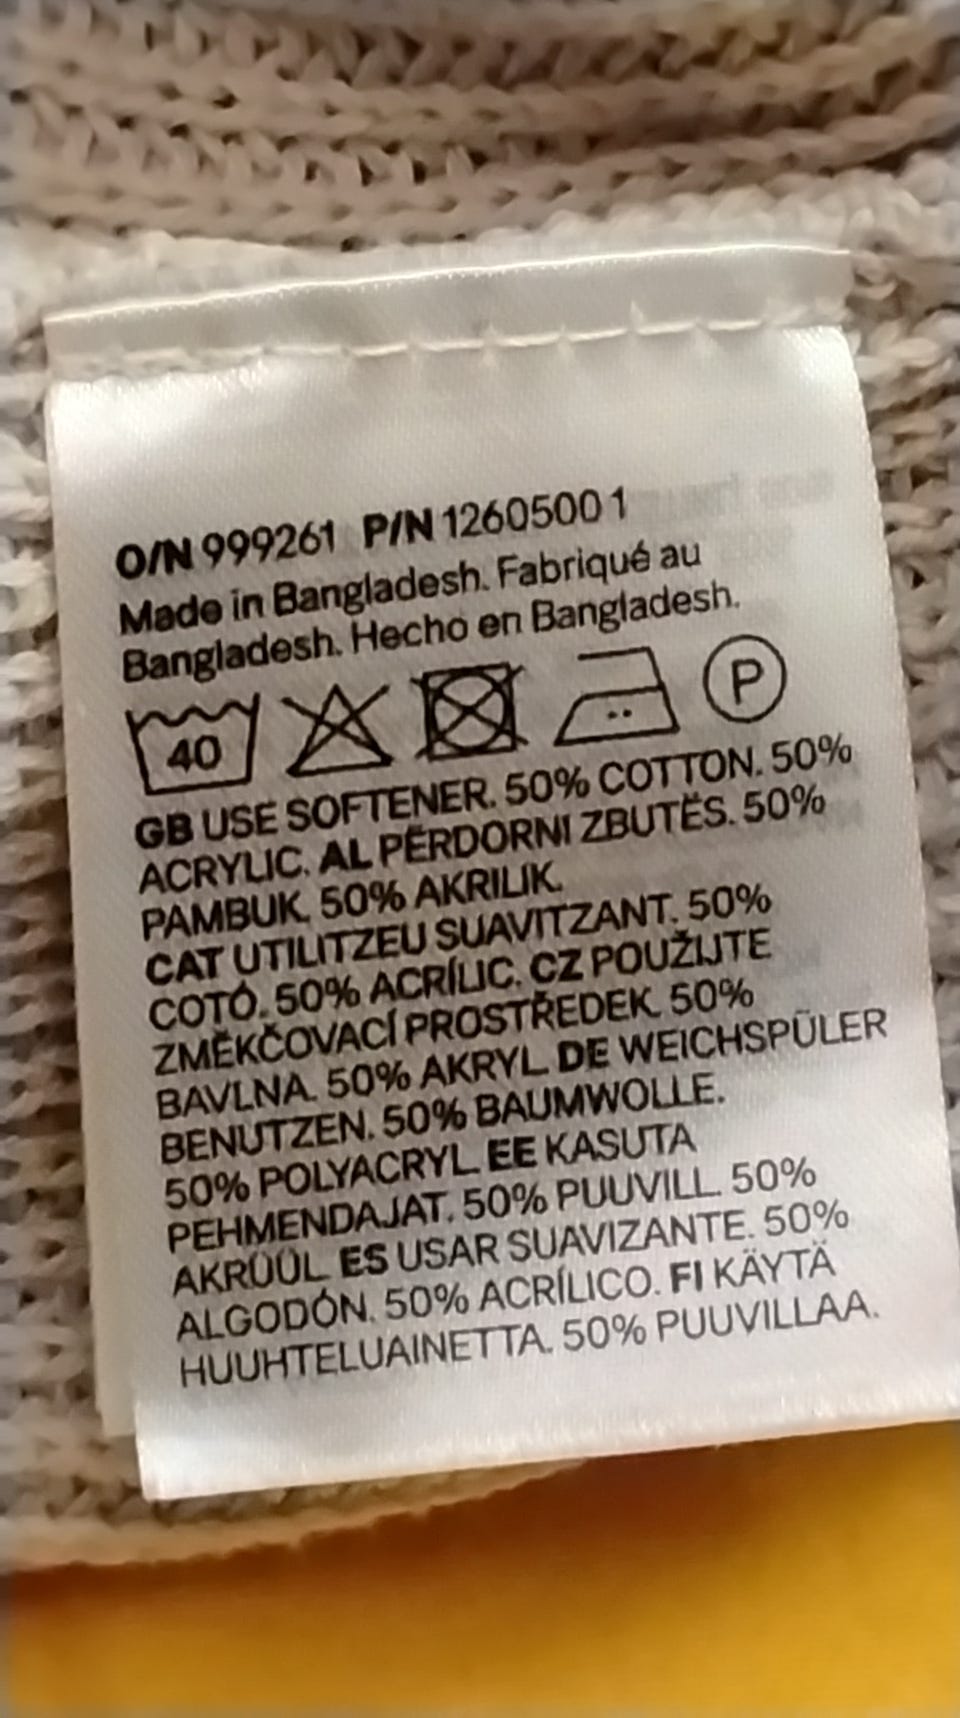 O/N 999261 P/N 12605001
Made in Bangladesh. Fabriqué au
Bangladesh. Hecho en Bangladesh.
40 P
GB USE SOFTENER. 50% COTTON. 50%
ACRYLIC. AL PËRDORNI ZBUTËS. 50%
PAMBUK. 50% AKRILIK.
CAT UTILITZEU SUAVITZANT. 50%
COTÓ. 50% ACRÍLIC. CZ POUŽIJTE
ZMĚKČOVACÍ PROSTŘEDEK. 50%
BAVLNA. 50% AKRYL. DE WEICHSPÜLER
BENUTZEN. 50% BAUMWOLLE.
50% POLYACRYL. EE KASUTA
PEHMENDAJAT. 50% PUUVILL. 50%
AKRÜÜL. ES USAR SUAVIZANTE. 50%
ALGODÓN. 50% ACRÍLICO. FI KÄYTÄ
HUUHTELUAINETTA. 50% PUUVILLAA.